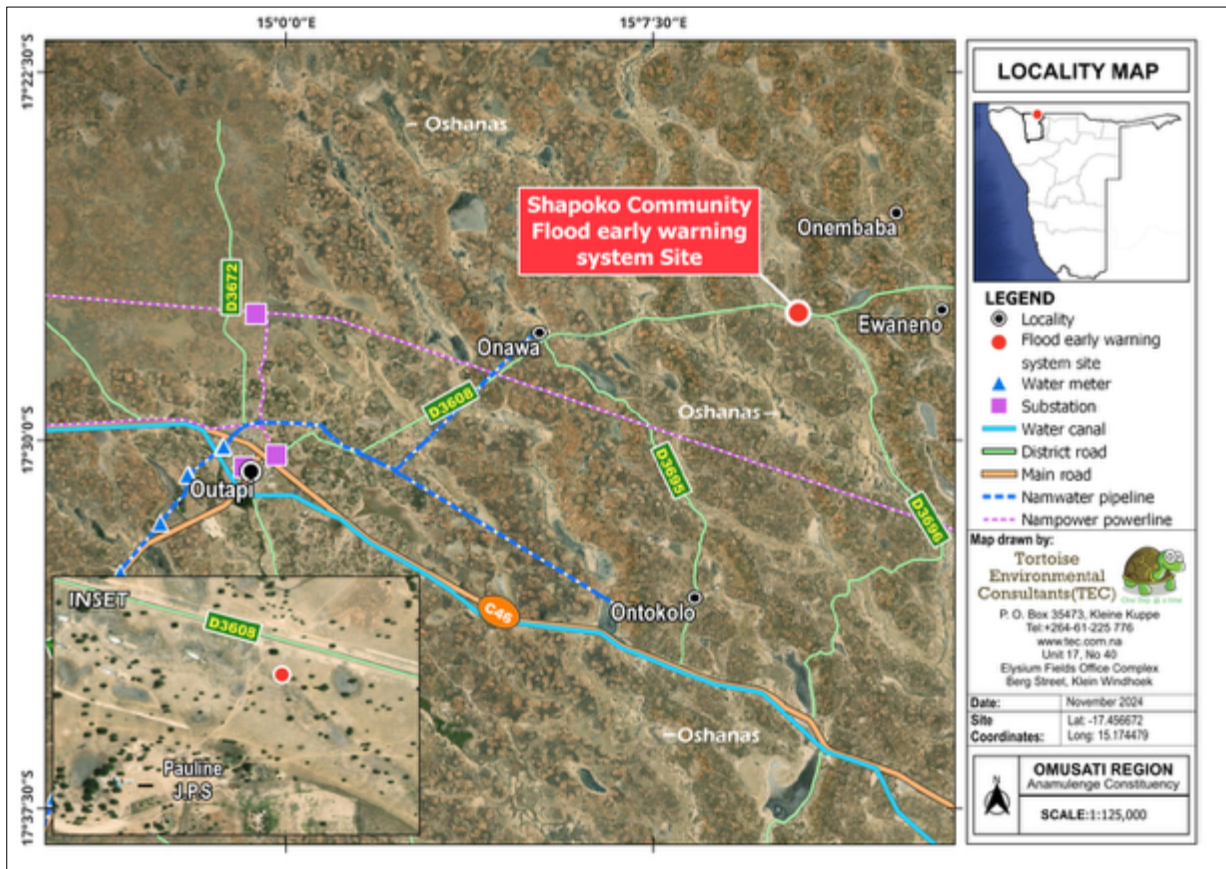 15°0'0"E
15°7'30"E
17°22'30"S
17°30'0"S
17°37'30"S
Oshanas
Shapoko Community
Flood early warning
system Site
Onembaba
Ewaneno
D3672
Onawa
D3608
Oshanas
D3695
D3696
Outapi
Ontokolo
C46
Oshanas
INSET
D3608
Pauline
J.P.S
LOCALITY MAP
LEGEND
Locality
Flood early warning
system site
Water meter
Substation
Water canal
District road
Main road
Namwater pipeline
Nampower powerline
Map drawn by:
Tortoise
Environmental
Consultants(TEC)
One step @ a time
P. O. Box 35473, Kleine Kuppe
Tel:+264-61-225 776
www.tec.com.na
Unit 17, No 40
Elysium Fields Office Complex
Berg Street, Klein Windhoek
Date: November 2024
Site Lat: -17.456672
Coordinates: Long: 15.174479
N
OMUSATI REGION
Anamulenge Constituency
SCALE:1:125,000